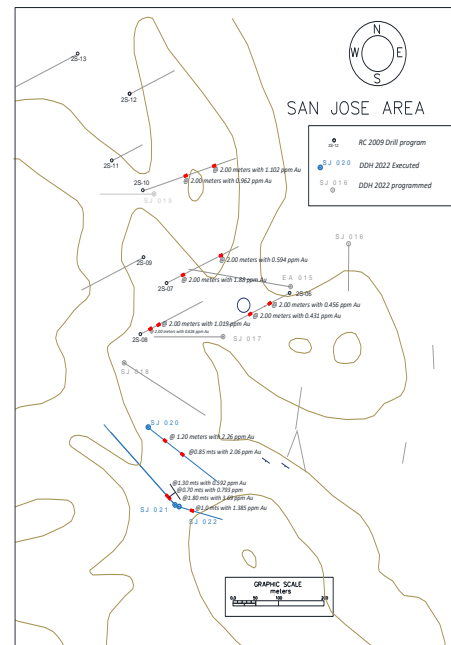 N
W E
S
SAN JOSE AREA
2S-12 RC 2009 Drill program
SJ 020 DDH 2022 Executed
SJ 016 DDH 2022 programmed
2S-13
2S-12
2S-11
2S-10
@ 2.00 meters with 1.102 ppm Au
@ 2.00 meters with 0.962 ppm Au
SJ 013
SJ 016
2S-09
@ 2.00 meters with 0.594 ppm Au
@ 2.00 meters with 1.88 ppm Au
2S-07
EA 015
2S-06
@ 2.00 meters with 0.456 ppm Au
@ 2.00 meters with 0.431 ppm Au
@ 2.00 meters with 1.019 ppm Au
2S-08
SJ 017
SJ 018
SJ 020
@ 1.20 meters with 2.26 ppm Au
@0.85 mts with 2.06 ppm Au
@1.30 mts with 0.592 ppm Au
@0.70 mts with 0.793 ppm
@1.80 mts with 3.69 ppm Au
SJ 021
@1.0 mts with 1.385 ppm Au
SJ 022
GRAPHIC SCALE
meters
0.0 50 100 200